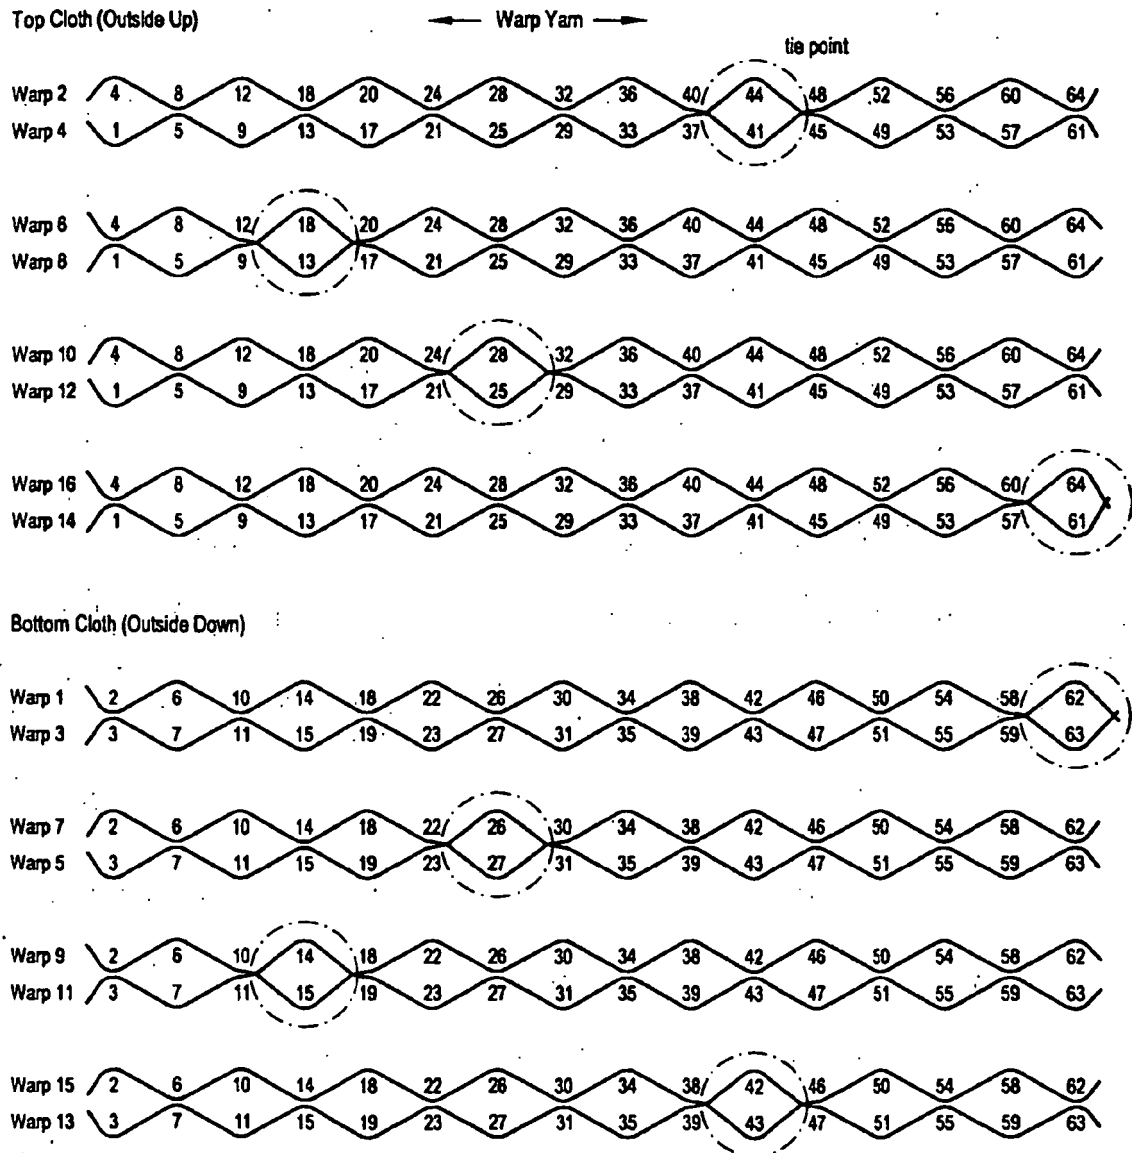 Top Cloth (Outside Up) Warp Yarn
tie point
Warp 2 4 8 12 18 20 24 28 32 36 40 44 48 52 56 60 64
Warp 4 1 5 9 13 17 21 25 29 33 37 41 45 49 53 57 61
Warp 6 4 8 12 18 20 24 28 32 36 40 44 48 52 56 60 64
Warp 8 1 5 9 13 17 21 25 29 33 37 41 45 49 53 57 61
Warp 10 4 8 12 18 20 24 28 32 36 40 44 48 52 56 60 64
Warp 12 1 5 9 13 17 21 25 29 33 37 41 45 49 53 57 61
Warp 16 4 8 12 18 20 24 28 32 36 40 44 48 52 56 60 64
Warp 14 1 5 9 13 17 21 25 29 33 37 41 45 49 53 57 61
Bottom Cloth (Outside Down)
Warp 1 2 6 10 14 18 22 26 30 34 38 42 46 50 54 58 62
Warp 3 3 7 11 15 19 23 27 31 35 39 43 47 51 55 59 63
Warp 7 2 6 10 14 18 22 26 30 34 38 42 46 50 54 58 62
Warp 5 3 7 11 15 19 23 27 31 35 39 43 47 51 55 59 63
Warp 9 2 6 10 14 18 22 26 30 34 38 42 46 50 54 58 62
Warp 11 3 7 11 15 19 23 27 31 35 39 43 47 51 55 59 63
Warp 15 2 6 10 14 18 22 26 30 34 38 42 46 50 54 58 62
Warp 13 3 7 11 15 19 23 27 31 35 39 43 47 51 55 59 63